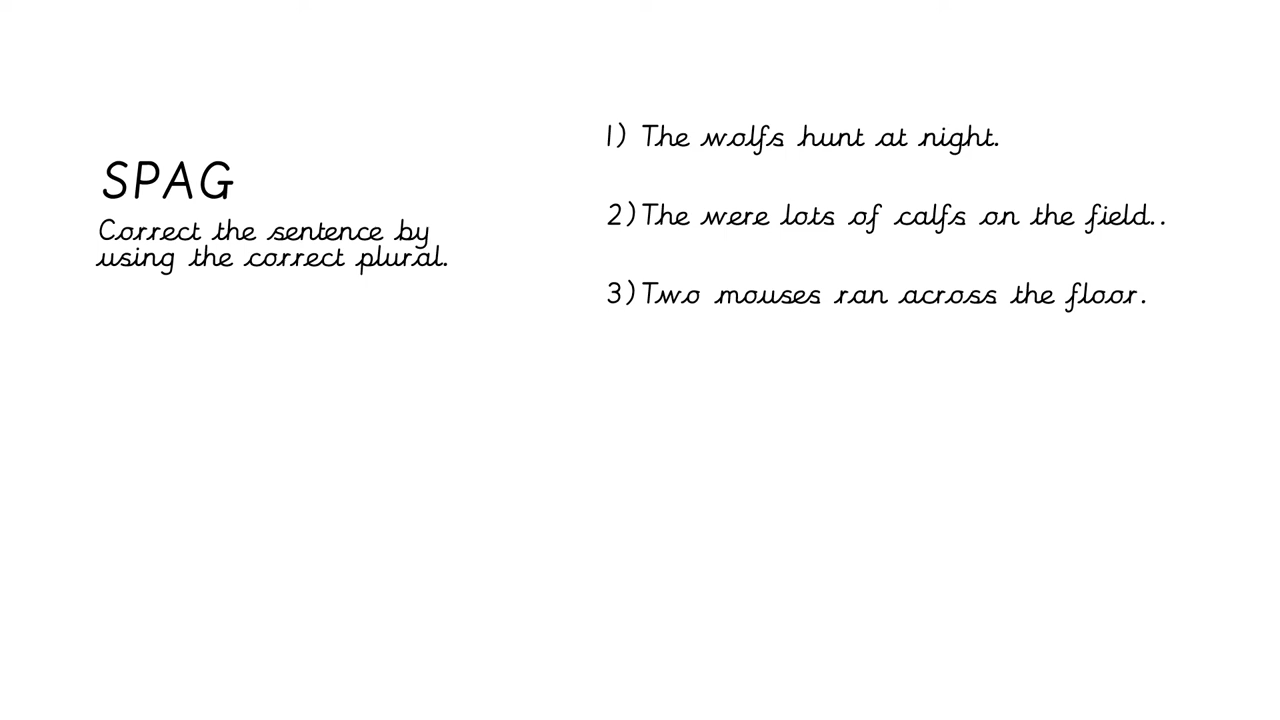 SPAG
Correct the sentence by
using the correct plural.
1) The wolfs hunt at night.
2) The were lots of calfs on the field..
3) Two mouses ran across the floor.